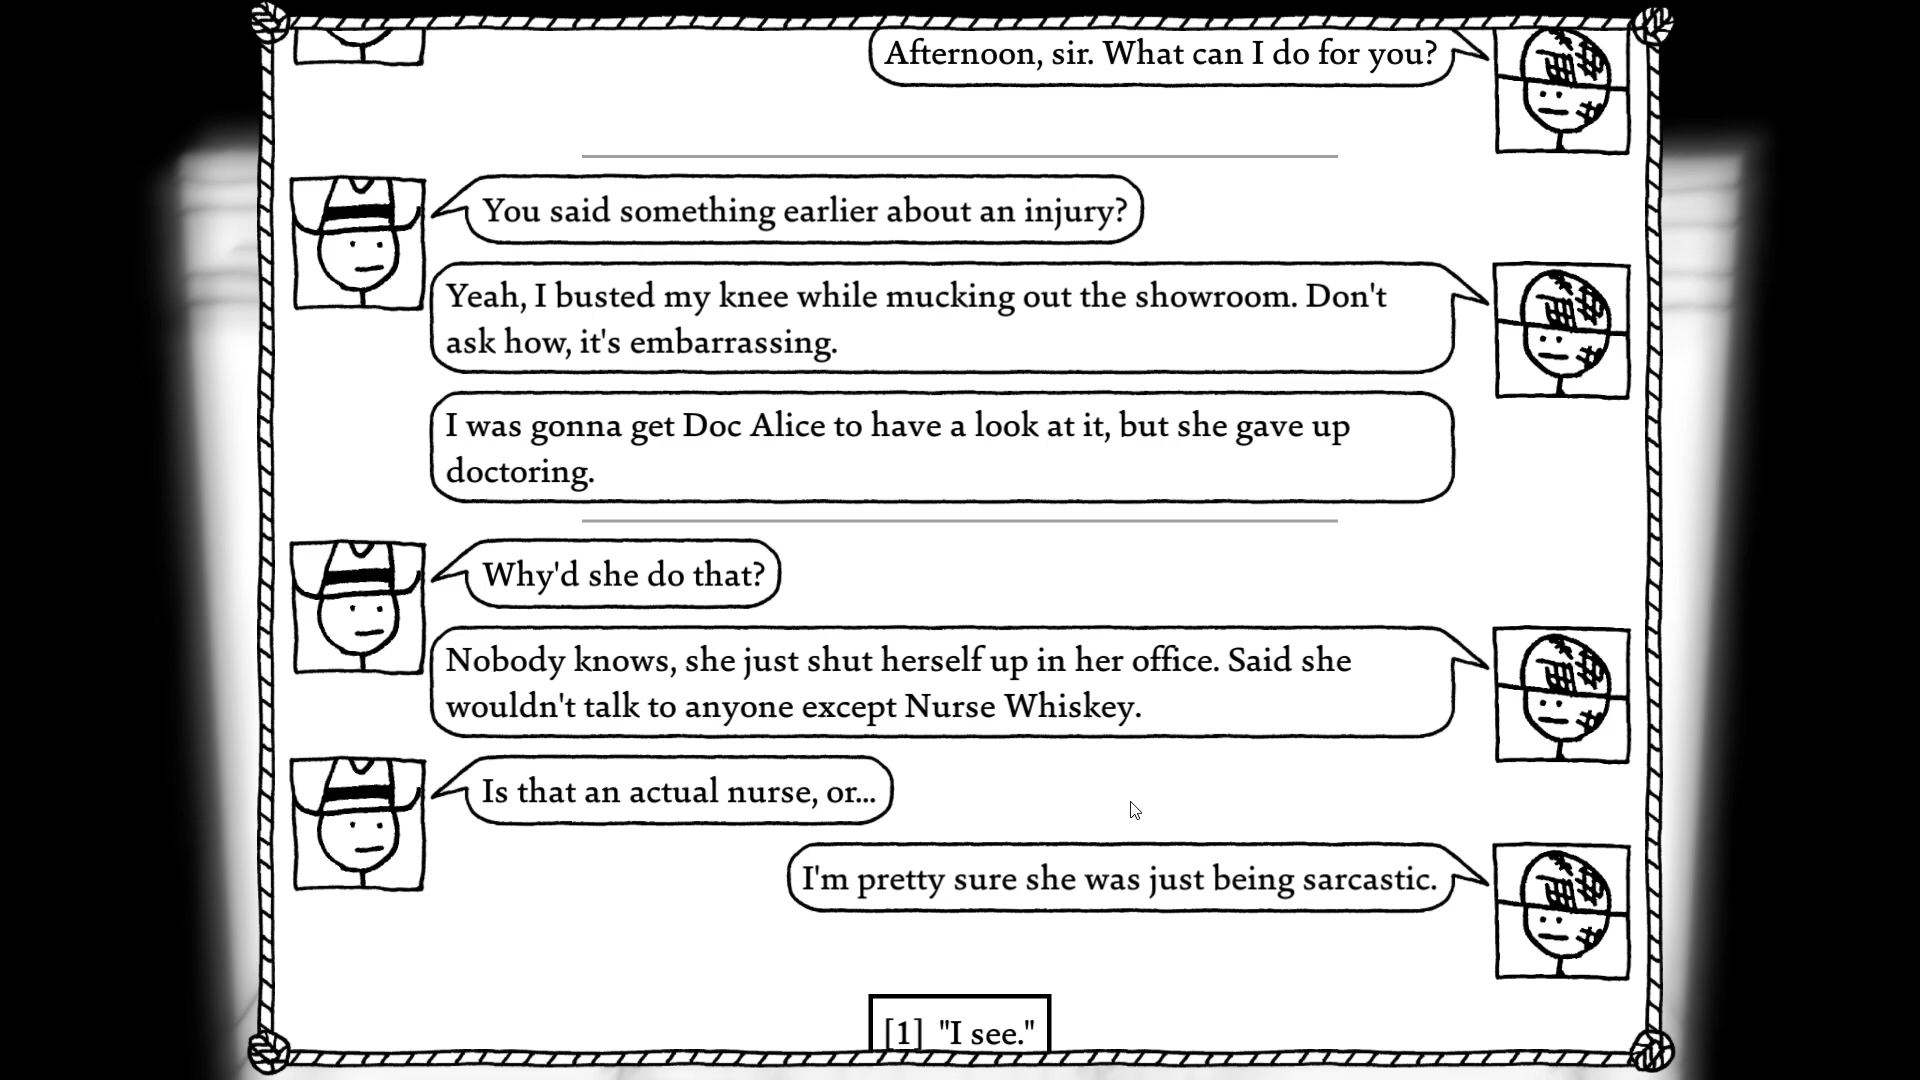 Afternoon, sir. What can I do for you?
You said something earlier about an injury?
Yeah, I busted my knee while mucking out the showroom. Don't
ask how, it's embarrassing.
I was gonna get Doc Alice to have a look at it, but she gave up
doctoring.
Why'd she do that?
Nobody knows, she just shut herself up in her office. Said she
wouldn't talk to anyone except Nurse Whiskey.
Is that an actual nurse, or...
I'm pretty sure she was just being sarcastic.
[1] "I see."